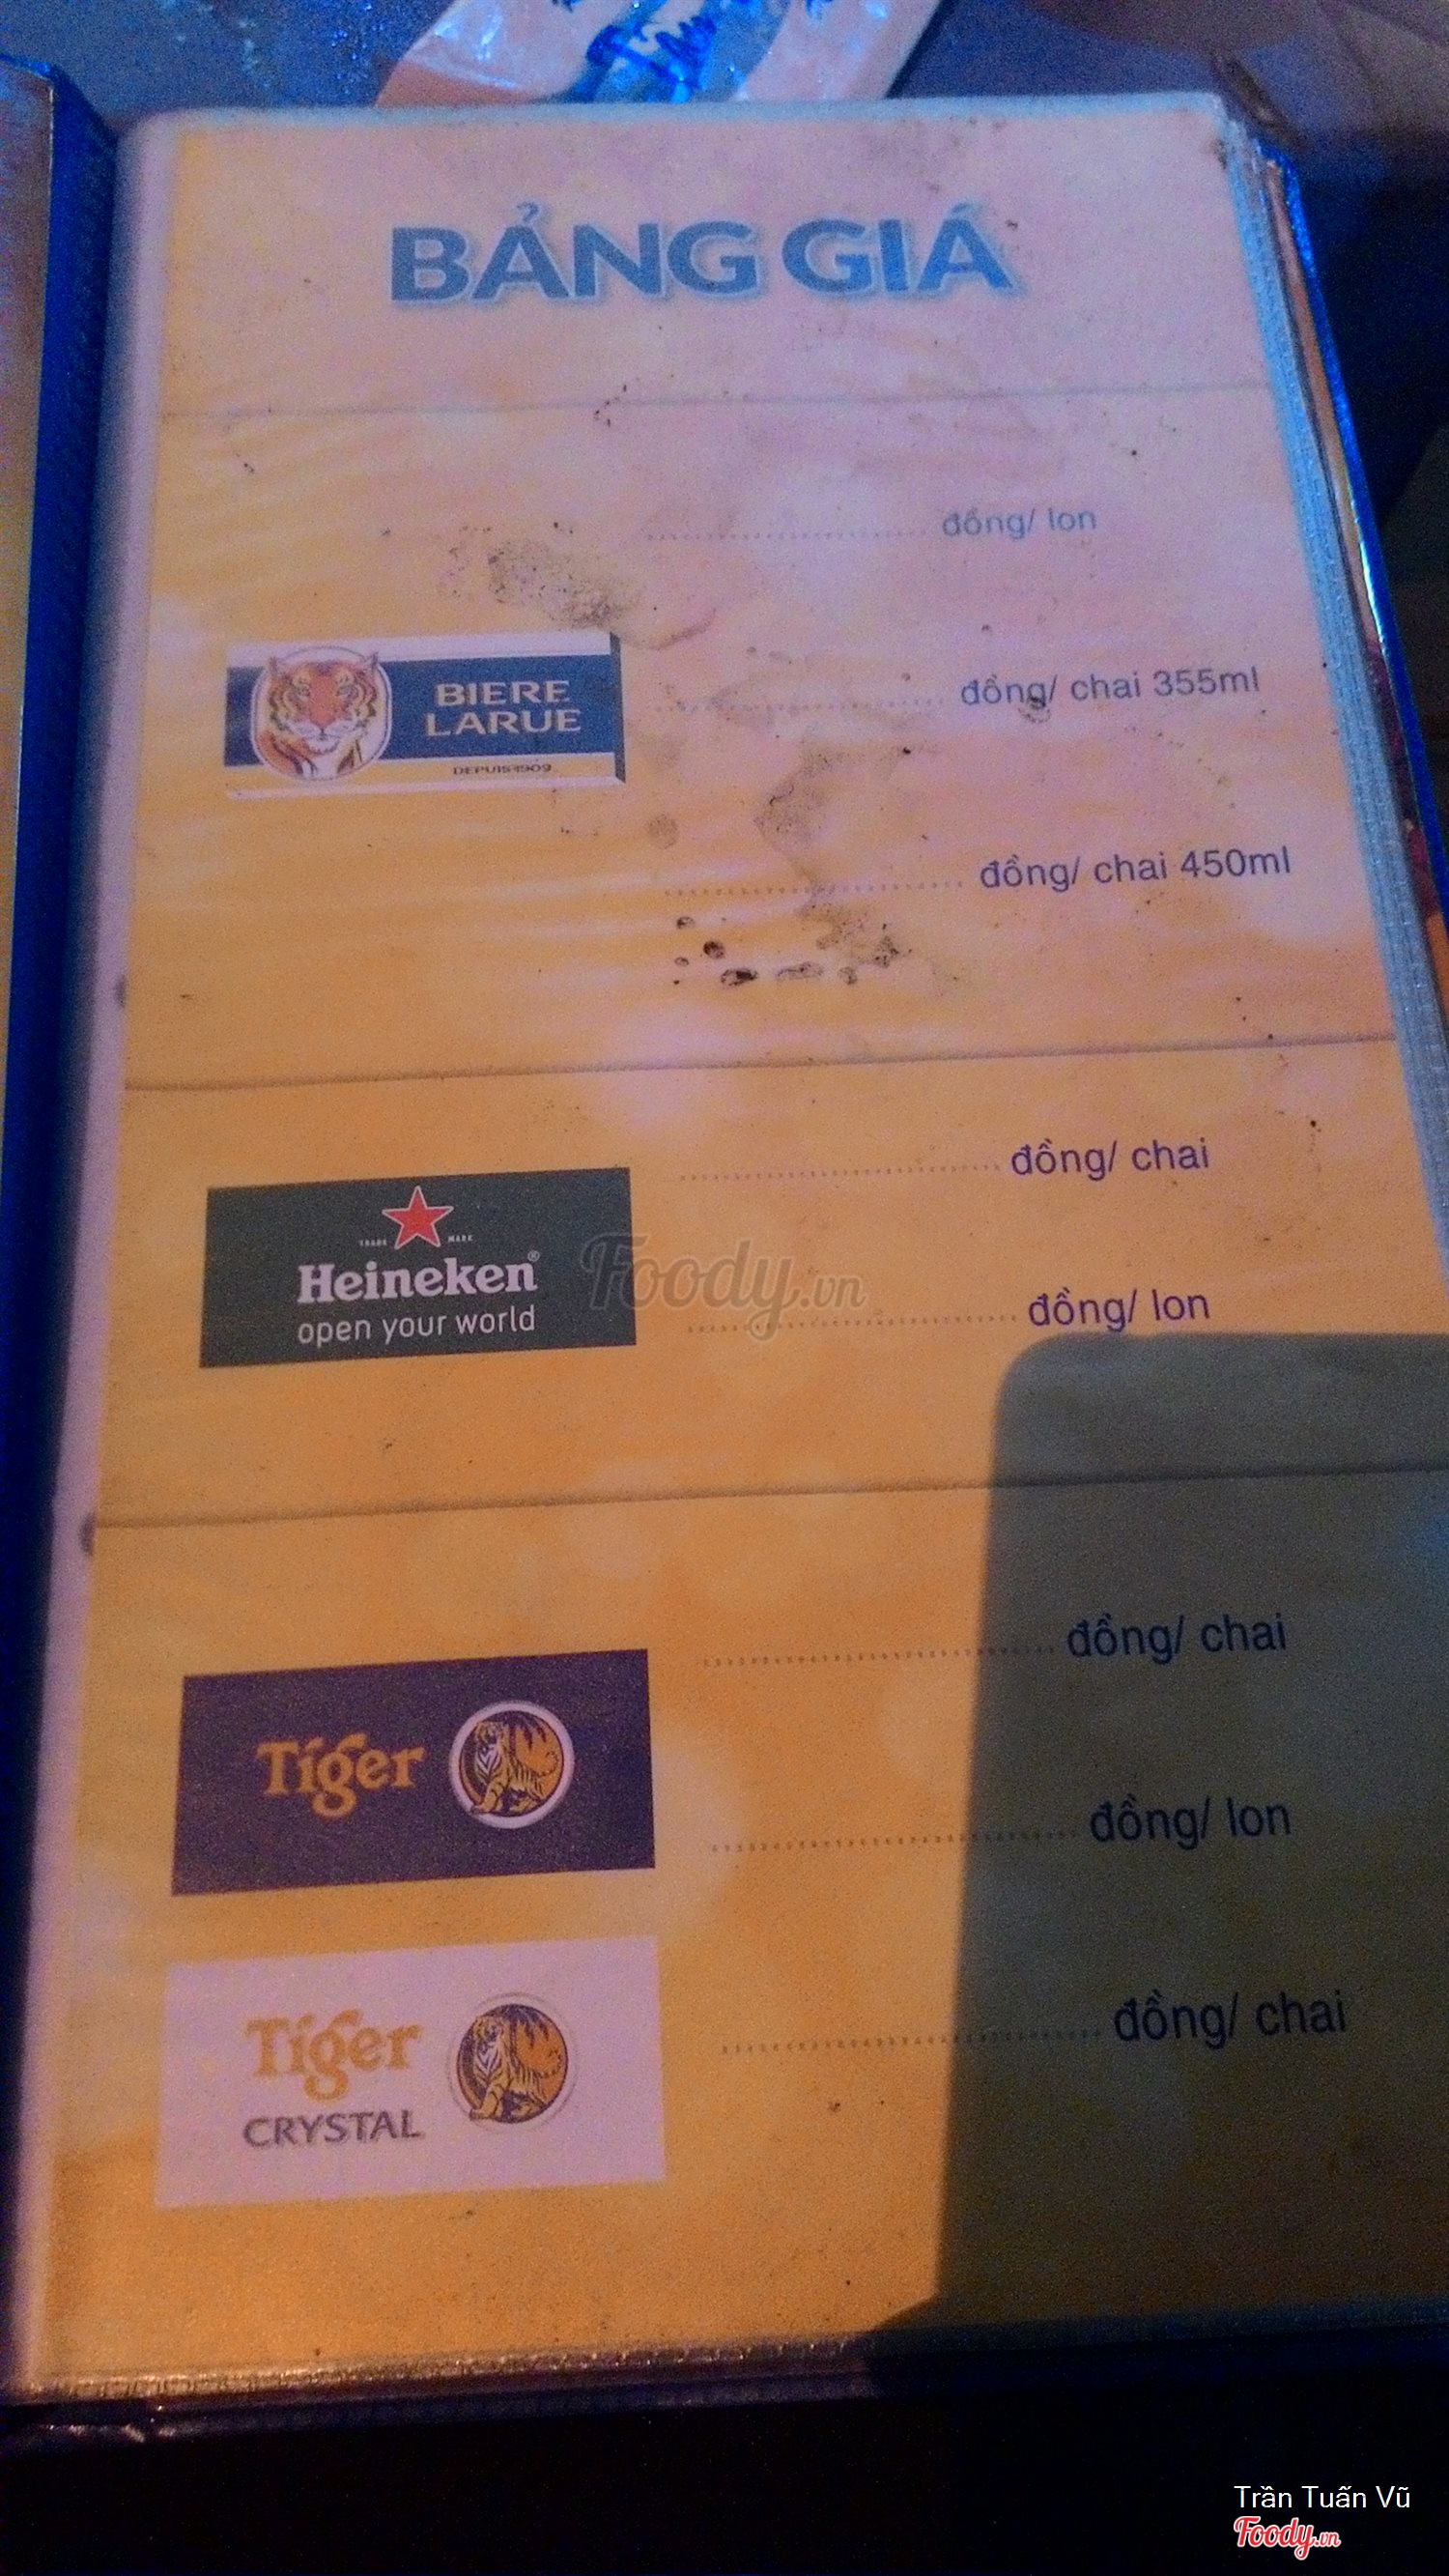 BẢNG GIÁ
........................ đồng/ lon
BIERE
LARUE
DEPUIS 1909
........................ đồng/ chai 355ml
........................ đồng/ chai 450ml
........................ đồng/ chai
TRADE MARK
Heineken®
open your world
Foody.vn
........................ đồng/ lon
........................ đồng/ chai
Tiger
........................ đồng/ lon
Tiger
CRYSTAL
........................ đồng/ chai
Trần Tuấn Vũ
Foody.vn